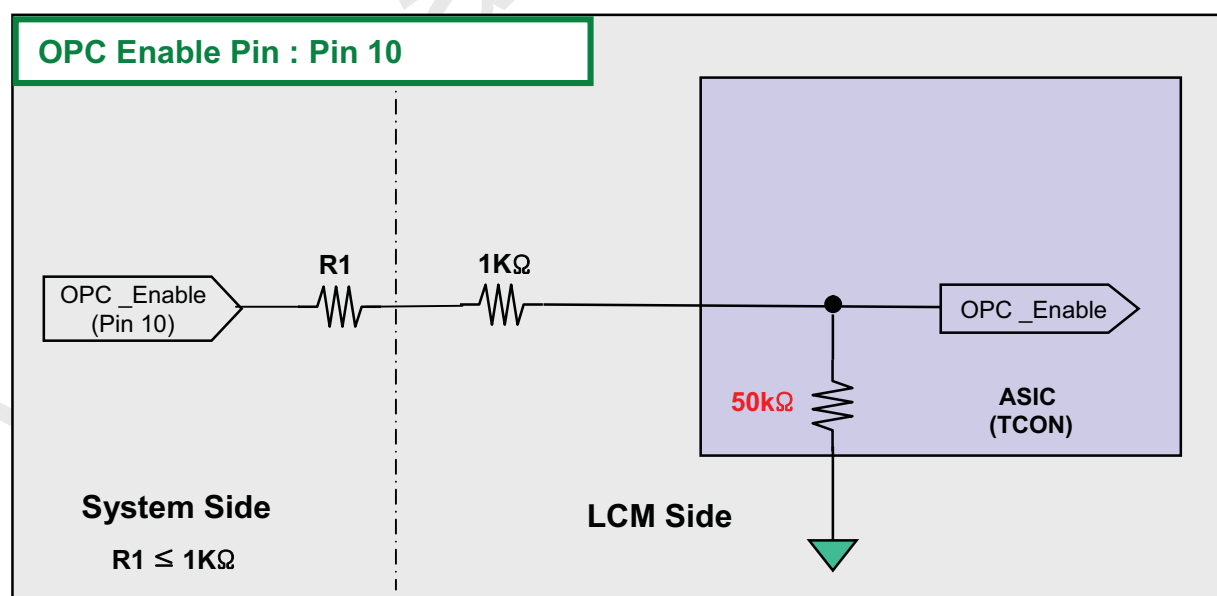 OPC Enable Pin : Pin 10
R1
1KΩ
OPC _Enable
(Pin 10)
OPC _Enable
50kΩ
ASIC
(TCON)
System Side
LCM Side
R1 ≤ 1KΩ